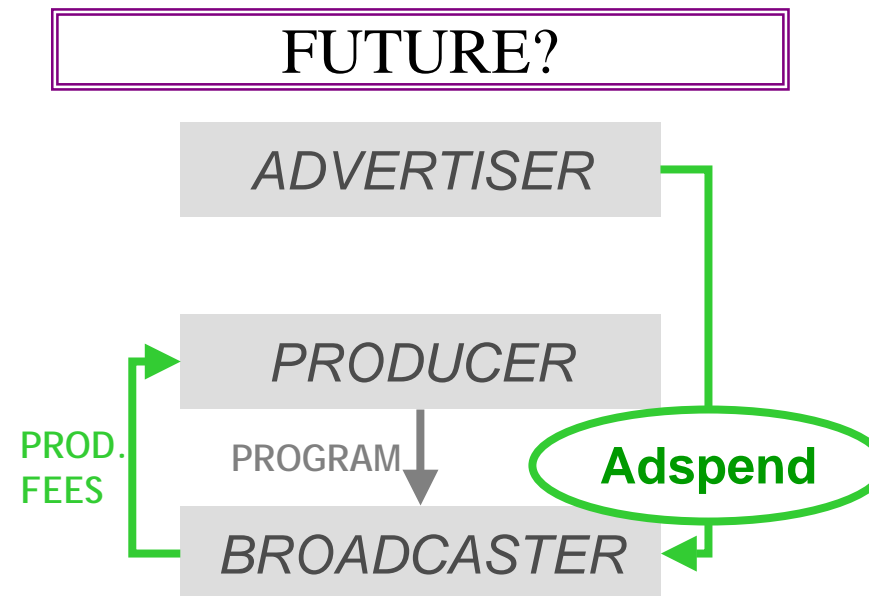 FUTURE?
ADVERTISER
PRODUCER
PROD.
FEES
PROGRAM
Adspend
BROADCASTER